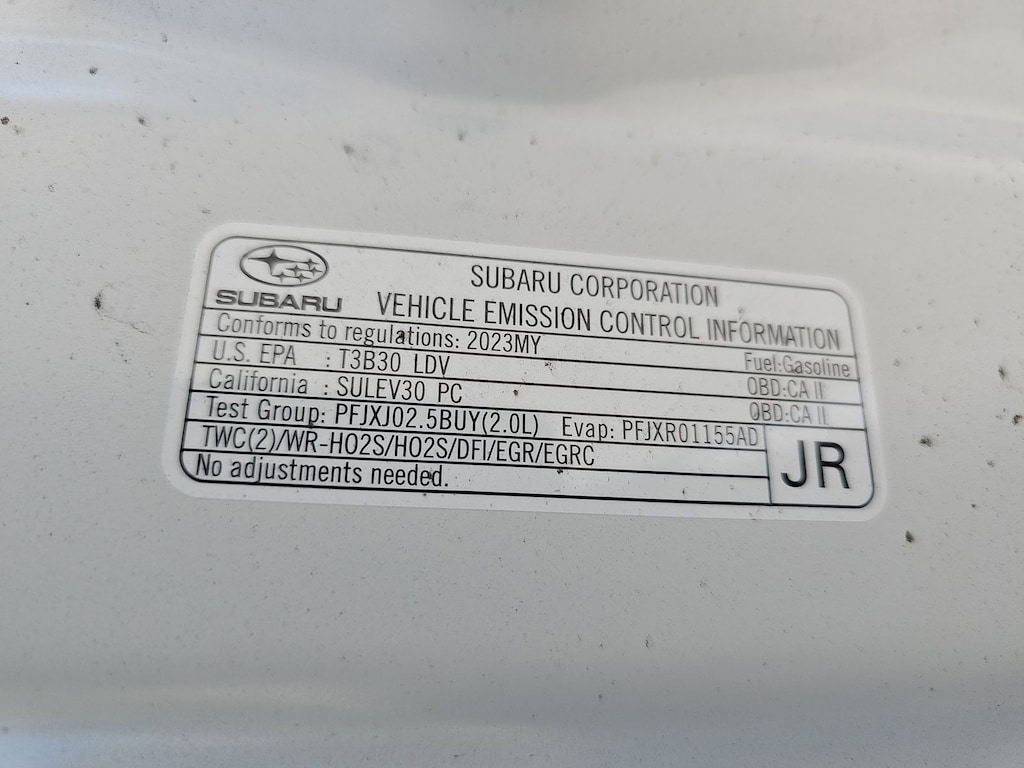 SUBARU CORPORATION
SUBARU VEHICLE EMISSION CONTROL INFORMATION
Conforms to regulations: 2023MY Fuel:Gasoline
U.S. EPA : T3B30 LDV OBD:CA II
California : SULEV30 PC OBD:CA II
Test Group: PFJXJ02.5BUY(2.0L) Evap: PFJXR01155AD
TWC(2)/WR-HO2S/HO2S/DFI/EGR/EGRC
No adjustments needed.
JR